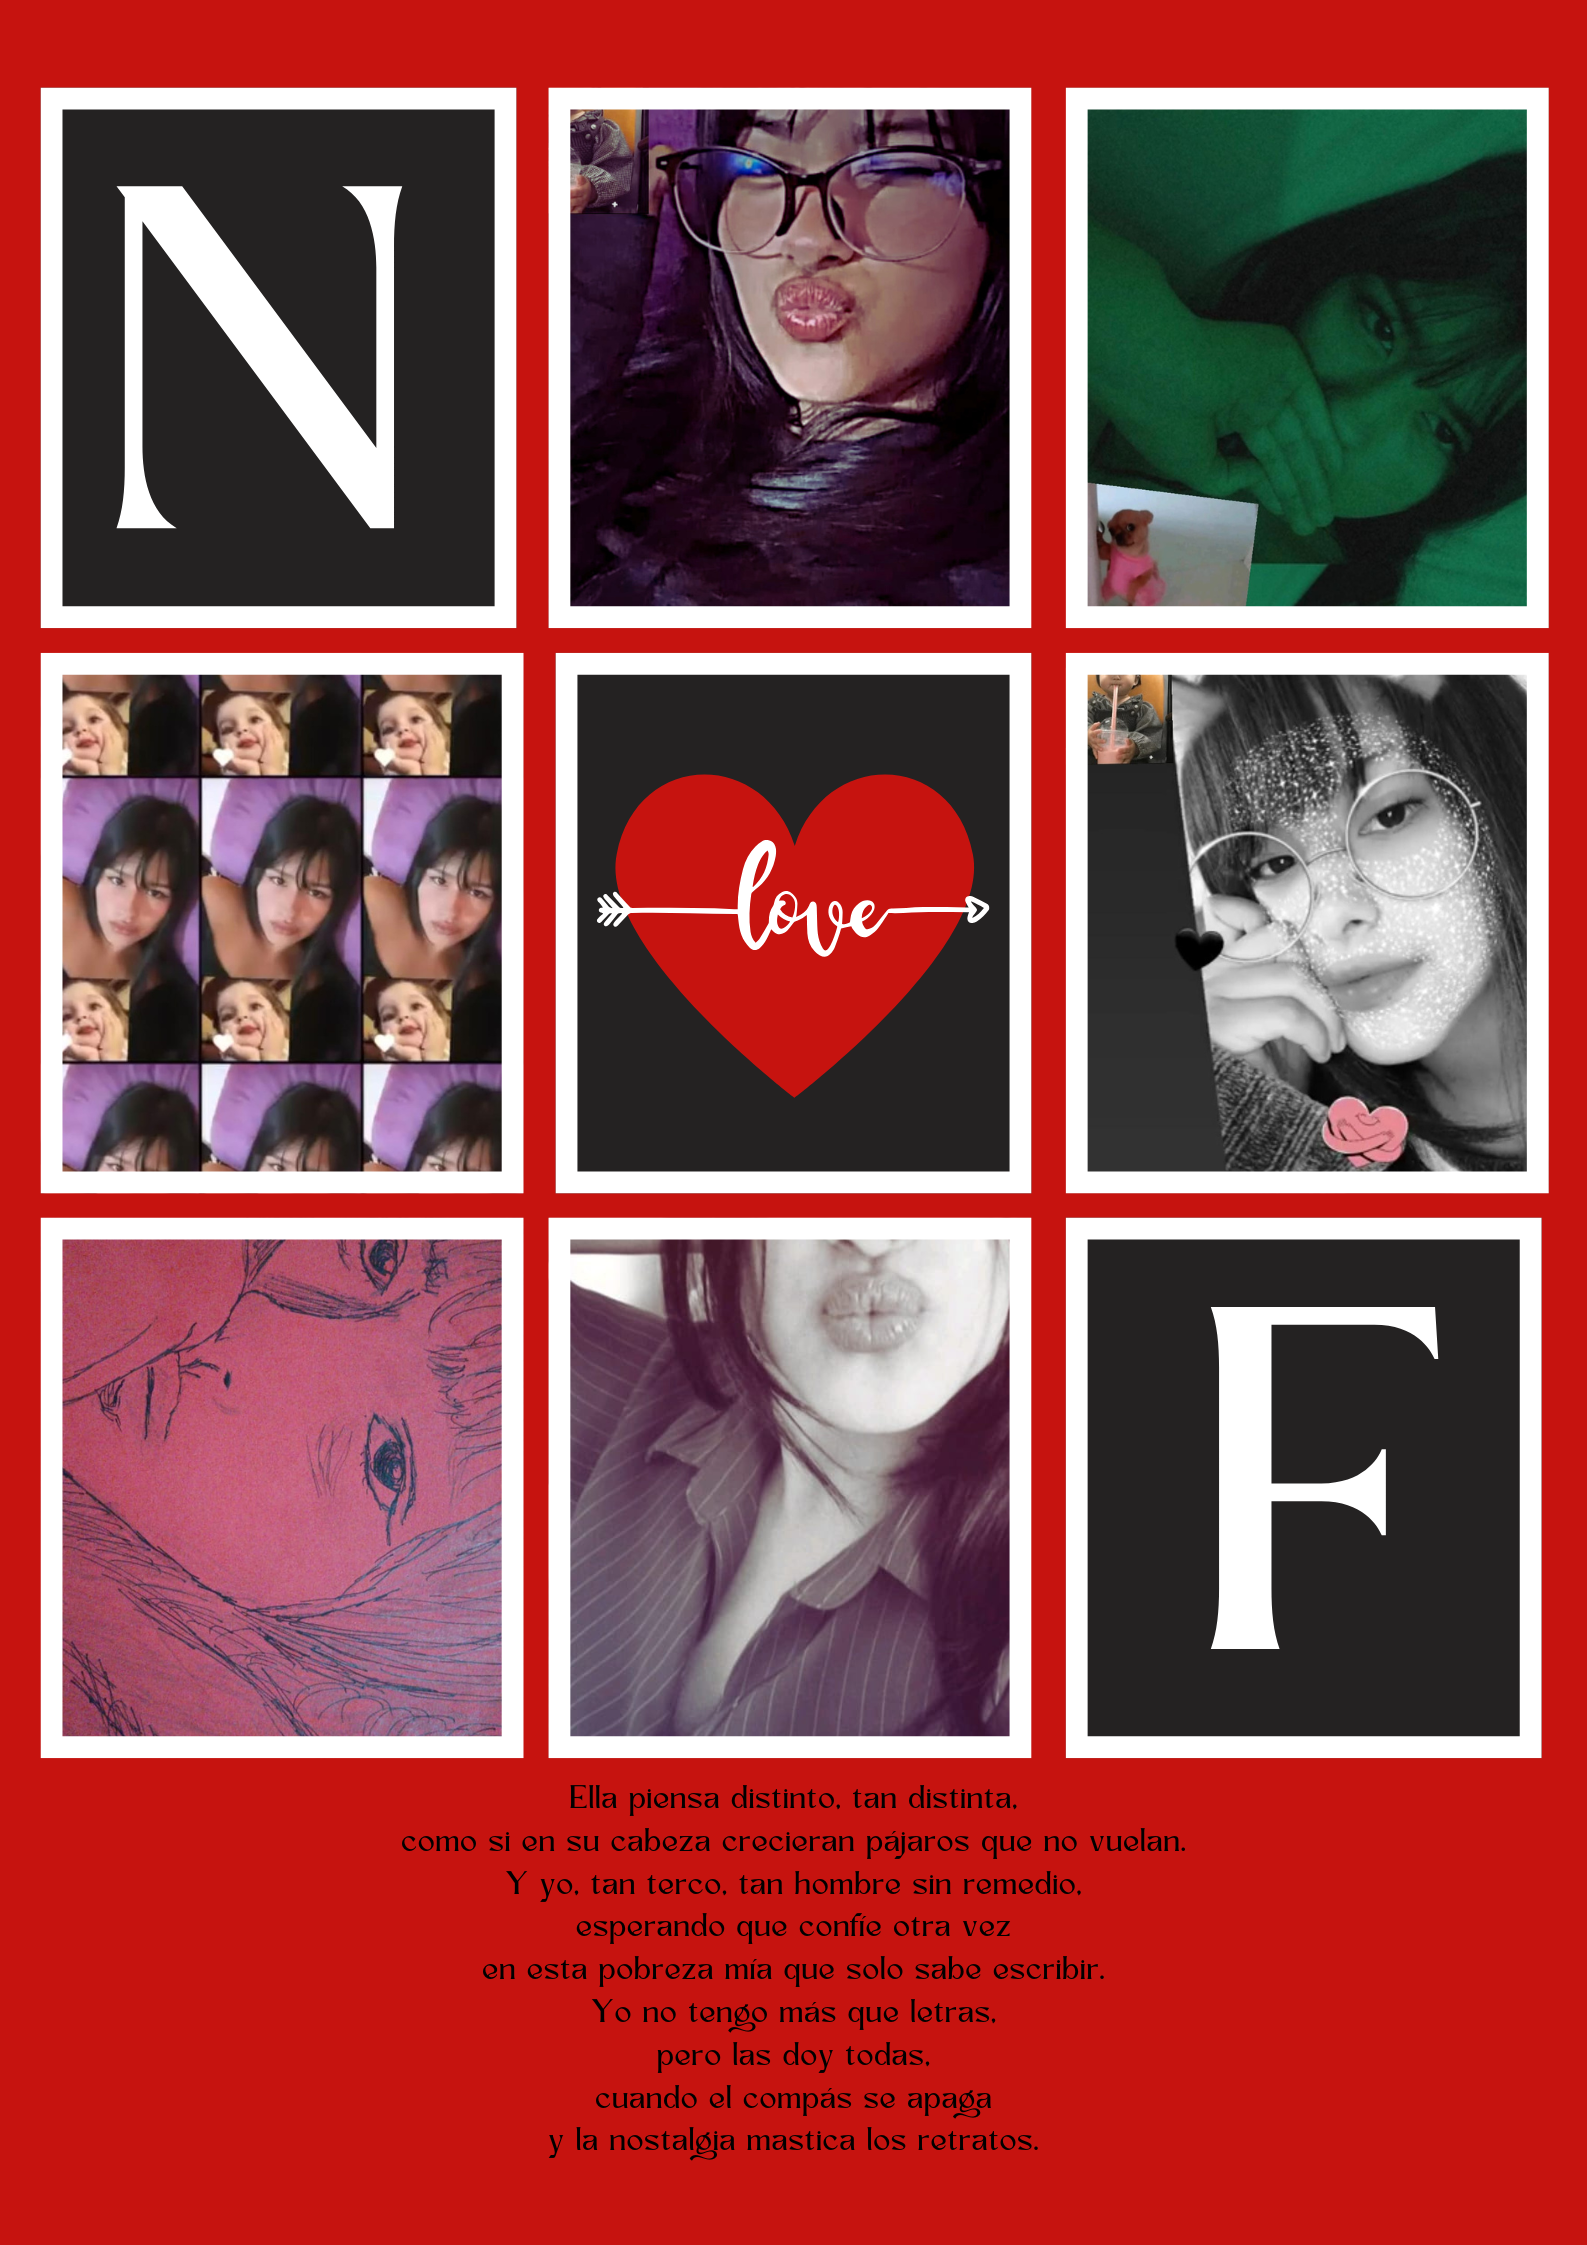 N
love
F
Ella piensa distinto, tan distinta,
como si en su cabeza crecieran pájaros que no vuelan.
Y yo, tan terco, tan hombre sin remedio,
esperando que confíe otra vez
en esta pobreza mía que solo sabe escribir.
Yo no tengo más que letras,
pero las doy todas,
cuando el compás se apaga
y la nostalgia mastica los retratos.